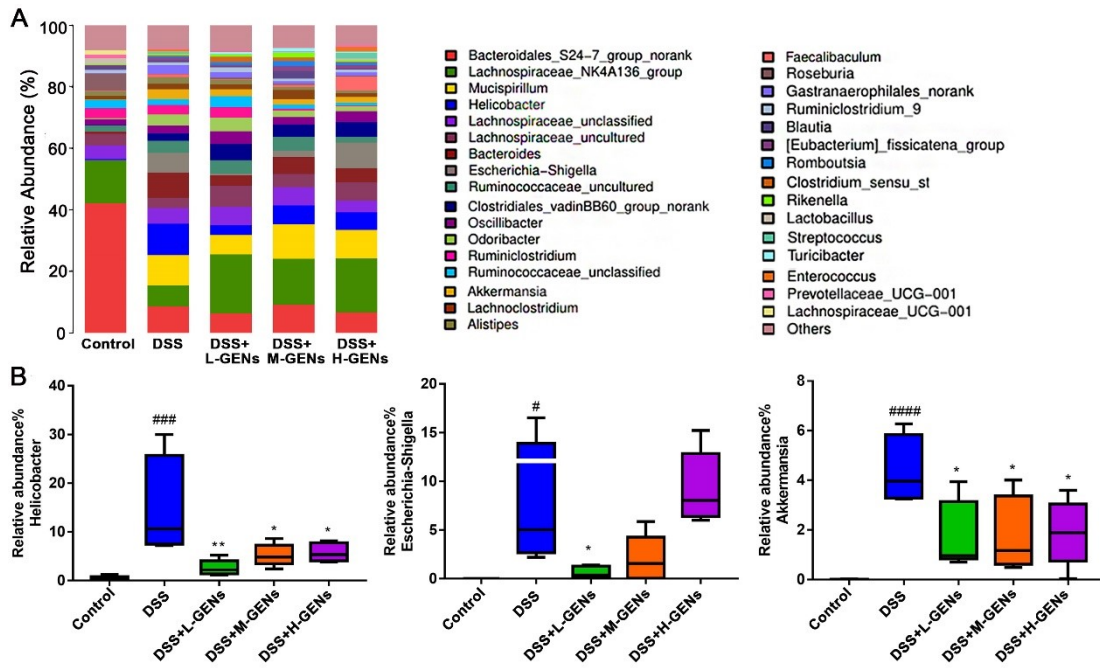 A
Relative Abundance (%)
100
80
60
40
20
0
Control
DSS
DSS+
L-GENs
DSS+
M-GENs
DSS+
H-GENs
Bacteroidales_S24-7_group_norank
Lachnospiraceae_NK4A136_group
Mucispirillum
Helicobacter
Lachnospiraceae_unclassified
Lachnospiraceae_uncultured
Bacteroides
Escherichia-Shigella
Ruminococcaceae_uncultured
Clostridiales_vadinBB60_group_norank
Oscillibacter
Odoribacter
Ruminiclostridium
Ruminococcaceae_unclassified
Akkermansia
Lachnoclostridium
Alistipes
Faecalibaculum
Roseburia
Gastranaerophilales_norank
Ruminiclostridium_9
Blautia
[Eubacterium]_fissicatena_group
Romboutsia
Clostridium_sensu_st
Rikenella
Lactobacillus
Streptococcus
Turicibacter
Enterococcus
Prevotellaceae_UCG-001
Lachnospiraceae_UCG-001
Others
B
Relative abundance%
Helicobacter
40
30
20
10
0
###
**
*
*
Control
DSS
DSS+L-GENs
DSS+M-GENs
DSS+H-GENs
Relative abundance%
Escherichia-Shigella
20
15
10
5
0
#
*
Control
DSS
DSS+L-GENs
DSS+M-GENs
DSS+H-GENs
Relative abundance%
Akkermansia
8
6
4
2
0
####
*
*
*
Control
DSS
DSS+L-GENs
DSS+M-GENs
DSS+H-GENs